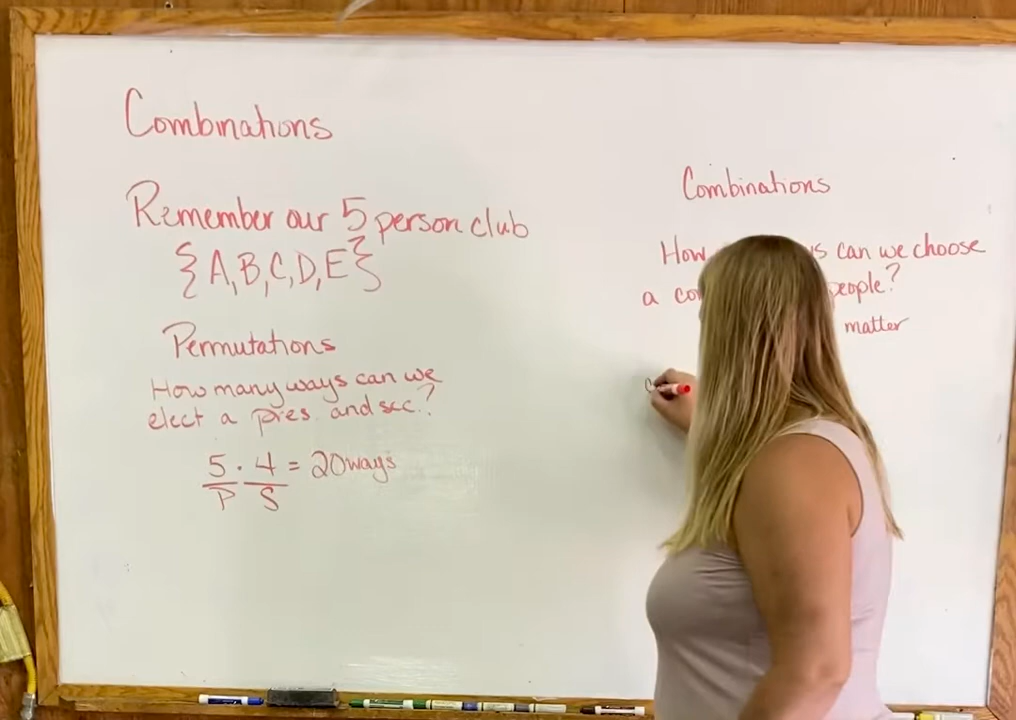 Combinations
Remember our 5 person club
{A,B,C,D,E}
Permutations
How many ways can we
elect a pres. and sec.?
5 · 4 = 20 ways
P S
Combinations
How can we choose
a people?
matter